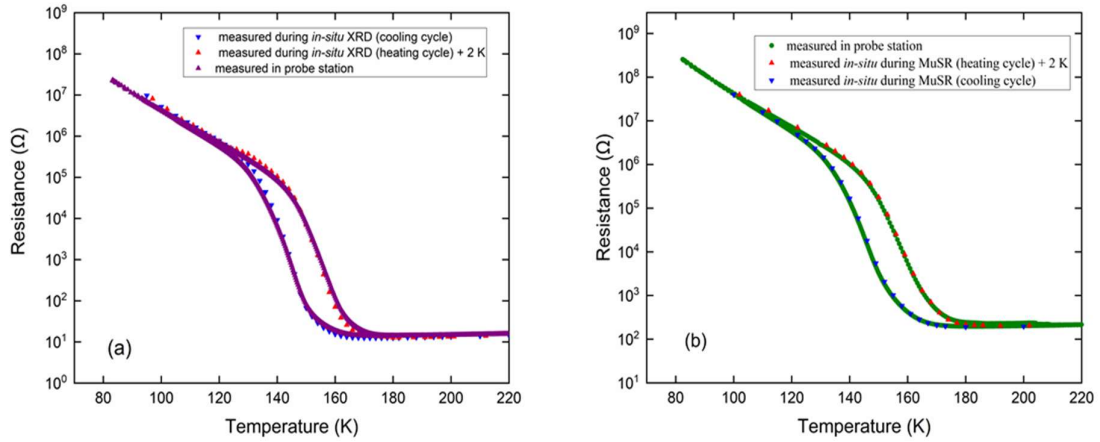 10⁹
10⁸
10⁷
10⁶
10⁵
10⁴
10³
10²
10¹
10⁰
Resistance (Ω)
measured during in-situ XRD (cooling cycle)
measured during in-situ XRD (heating cycle) + 2 K
measured in probe station
(a)
80 100 120 140 160 180 200 220
Temperature (K)
10⁹
10⁸
10⁷
10⁶
10⁵
10⁴
10³
10²
10¹
Resistance (Ω)
measured in probe station
measured in-situ during MuSR (heating cycle) + 2 K
measured in-situ during MuSR (cooling cycle)
(b)
80 100 120 140 160 180 200 220
Temperature (K)